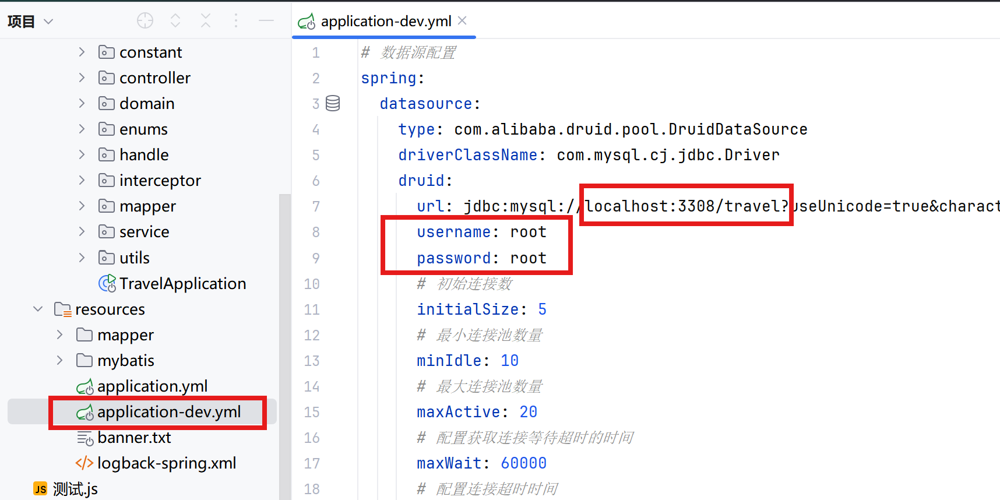 项目
constant
controller
domain
enums
handle
interceptor
mapper
service
utils
TravelApplication
resources
mapper
mybatis
application.yml
application-dev.yml
banner.txt
logback-spring.xml
JS 测试.js
application-dev.yml
1 # 数据源配置
2 spring:
3 datasource:
4 type: com.alibaba.druid.pool.DruidDataSource
5 driverClassName: com.mysql.cj.jdbc.Driver
6 druid:
7 url: jdbc:mysql://localhost:3308/travel?useUnicode=true&charact
8 username: root
9 password: root
10 # 初始连接数
11 initialSize: 5
12 # 最小连接池数量
13 minIdle: 10
14 # 最大连接池数量
15 maxActive: 20
16 # 配置获取连接等待超时的时间
17 maxWait: 60000
18 # 配置连接超时时间